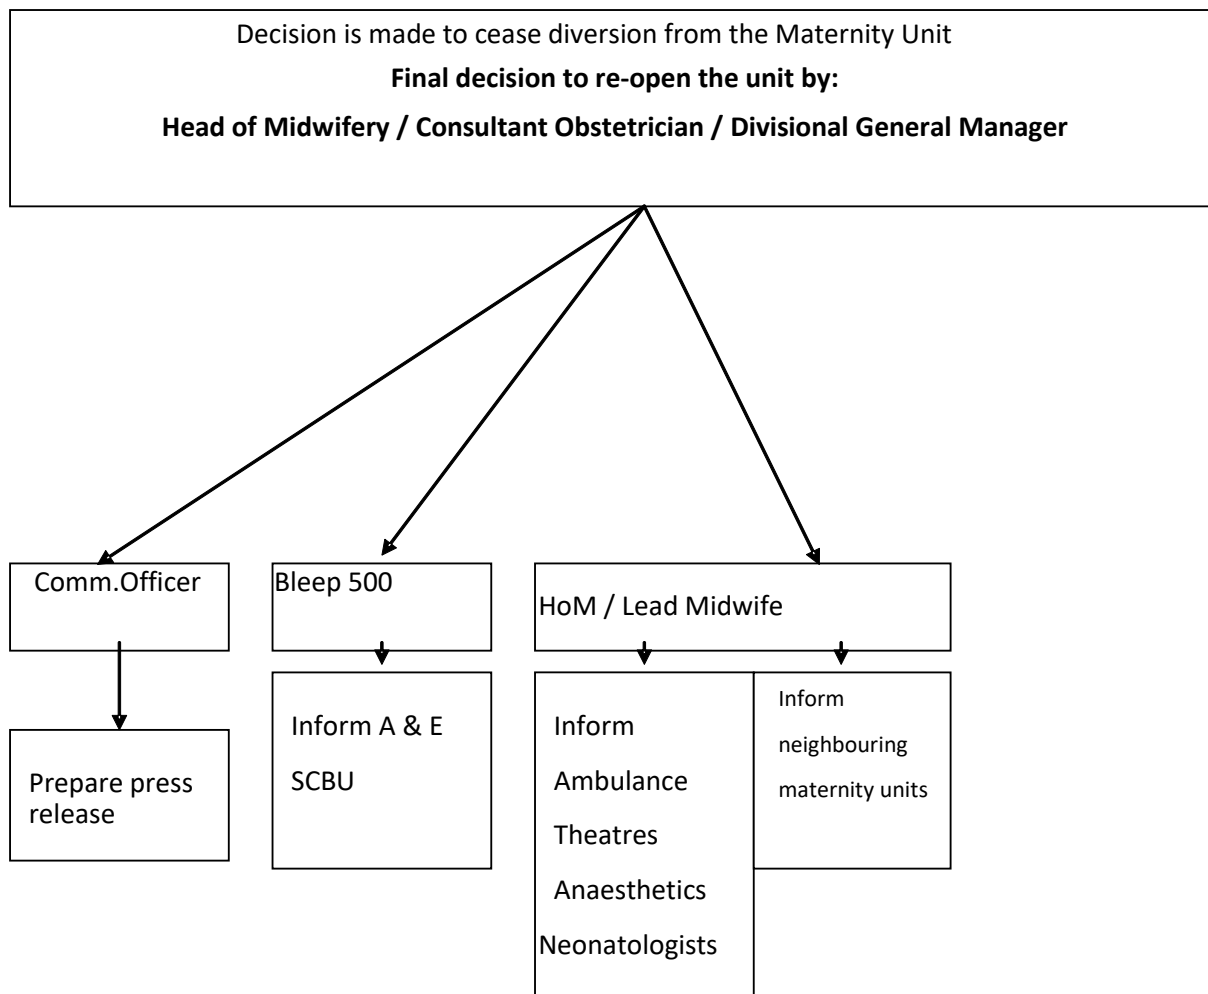 Decision is made to cease diversion from the Maternity Unit
Final decision to re-open the unit by:
Head of Midwifery / Consultant Obstetrician / Divisional General Manager
Comm.Officer
Bleep 500
HoM / Lead Midwife
Prepare press
release
Inform A & E
SCBU
Inform
Ambulance
Theatres
Anaesthetics
Neonatologists
Inform
neighbouring
maternity units